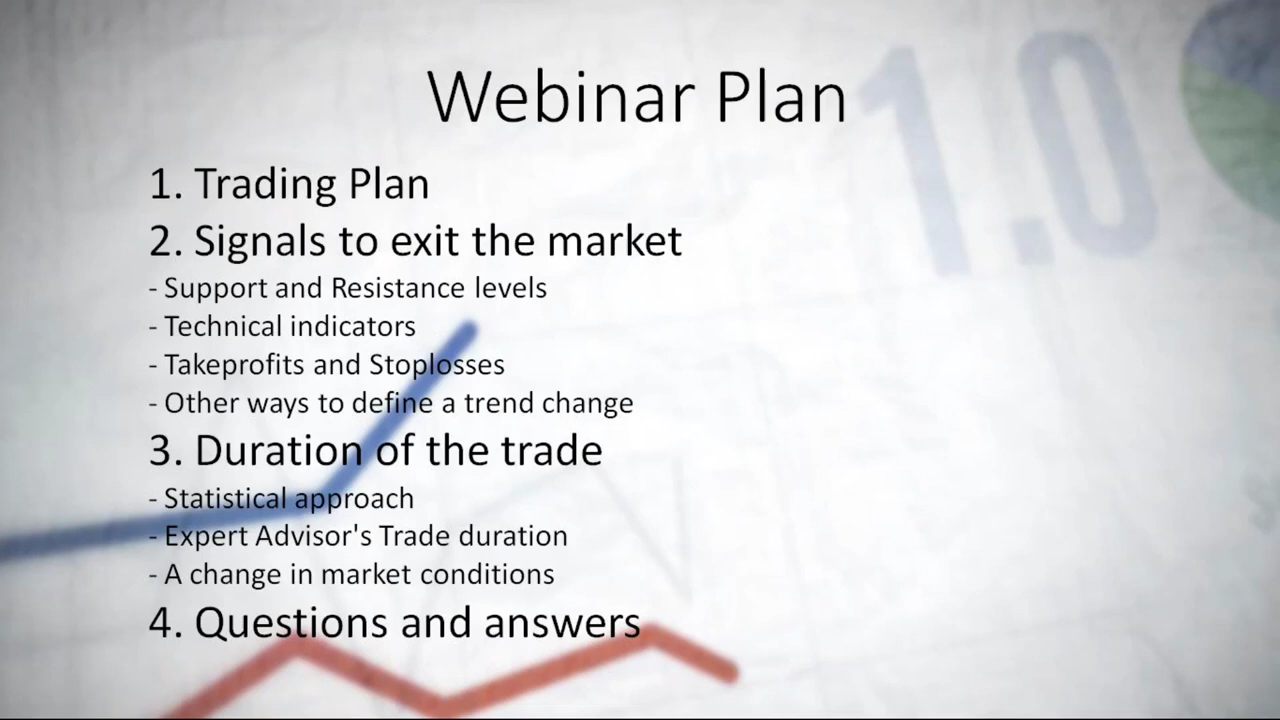 Webinar Plan
1.0
1. Trading Plan
2. Signals to exit the market
- Support and Resistance levels
- Technical indicators
- Takeprofits and Stoplosses
- Other ways to define a trend change
3. Duration of the trade
- Statistical approach
- Expert Advisor's Trade duration
- A change in market conditions
4. Questions and answers